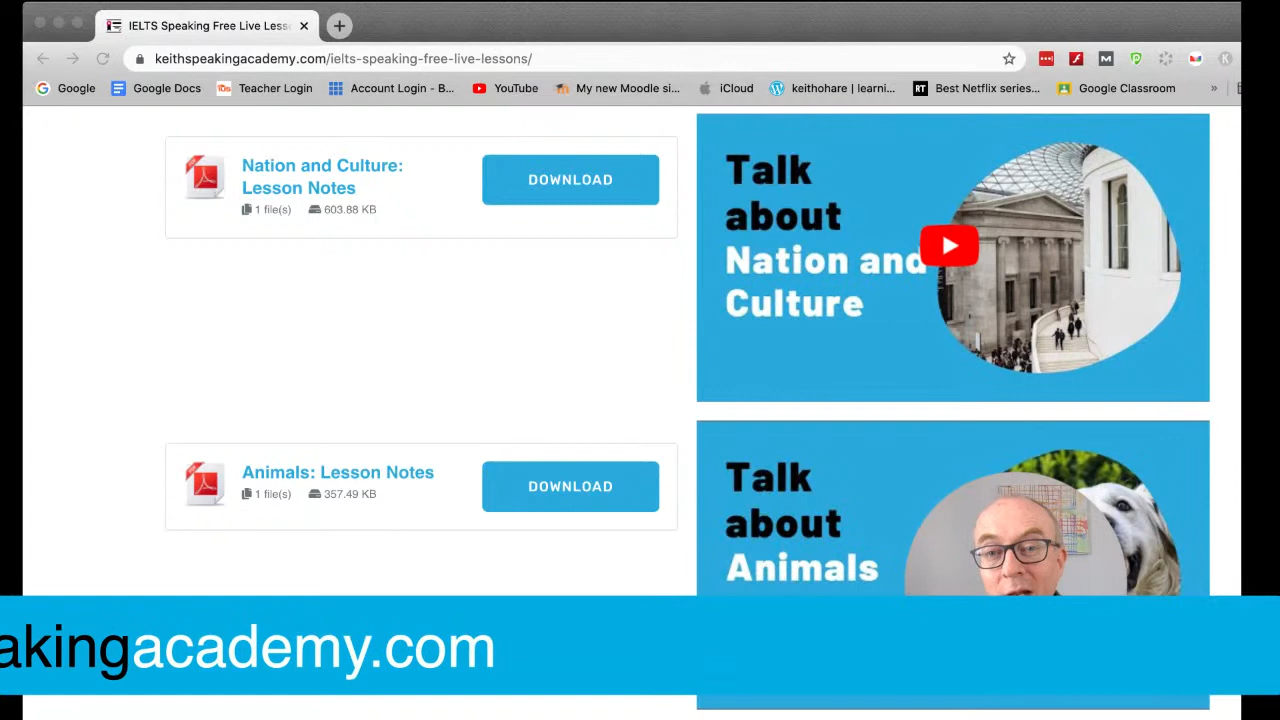 IELTS Speaking Free Live Less
keithspeakingacademy.com/ielts-speaking-free-live-lessons/
Google
Google Docs
Teacher Login
Account Login - B...
YouTube
My new Moodle si...
iCloud
keithohare | learni...
RT
Best Netflix series...
Google Classroom
»
Nation and Culture:
Lesson Notes
1 file(s) 603.88 KB
DOWNLOAD
Talk
about
Nation and
Culture
Animals: Lesson Notes
1 file(s) 357.49 KB
DOWNLOAD
Talk
about
Animals
akingacademy.com